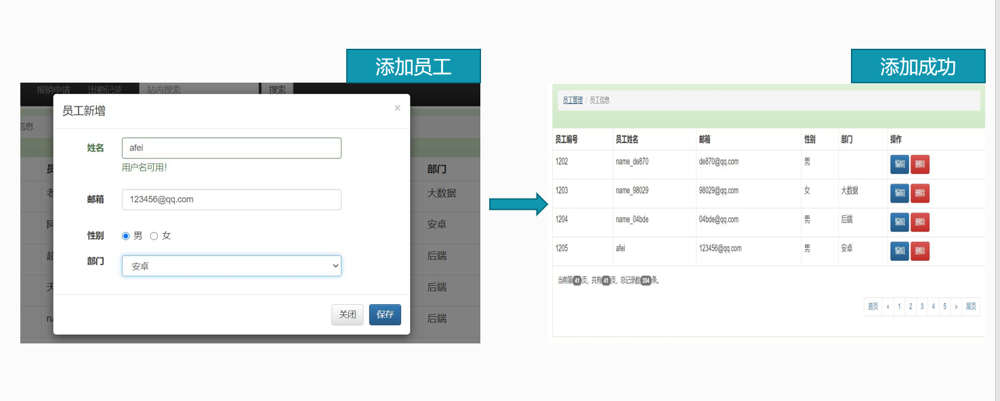 添加员工
添加成功
报销申请 出勤记录 站内搜索 搜索
员工新增 ×
信息
姓名 afei
用户名可用！
邮箱 123456@qq.com
性别 男 女
部门 安卓
关闭 保存
部门
大数据
安卓
后端
后端
后端
员工管理 / 员工信息
员工编号 员工姓名 邮箱 性别 部门 操作
1202 name_de870 de870@qq.com 男 编辑 删除
1203 name_98029 98029@qq.com 女 大数据 编辑 删除
1204 name_04bde 04bde@qq.com 男 后端 编辑 删除
1205 afei 123456@qq.com 男 安卓 编辑 删除
当前第41页，共有41页，总记录数204条。
首页 « 1 2 3 4 5 » 尾页